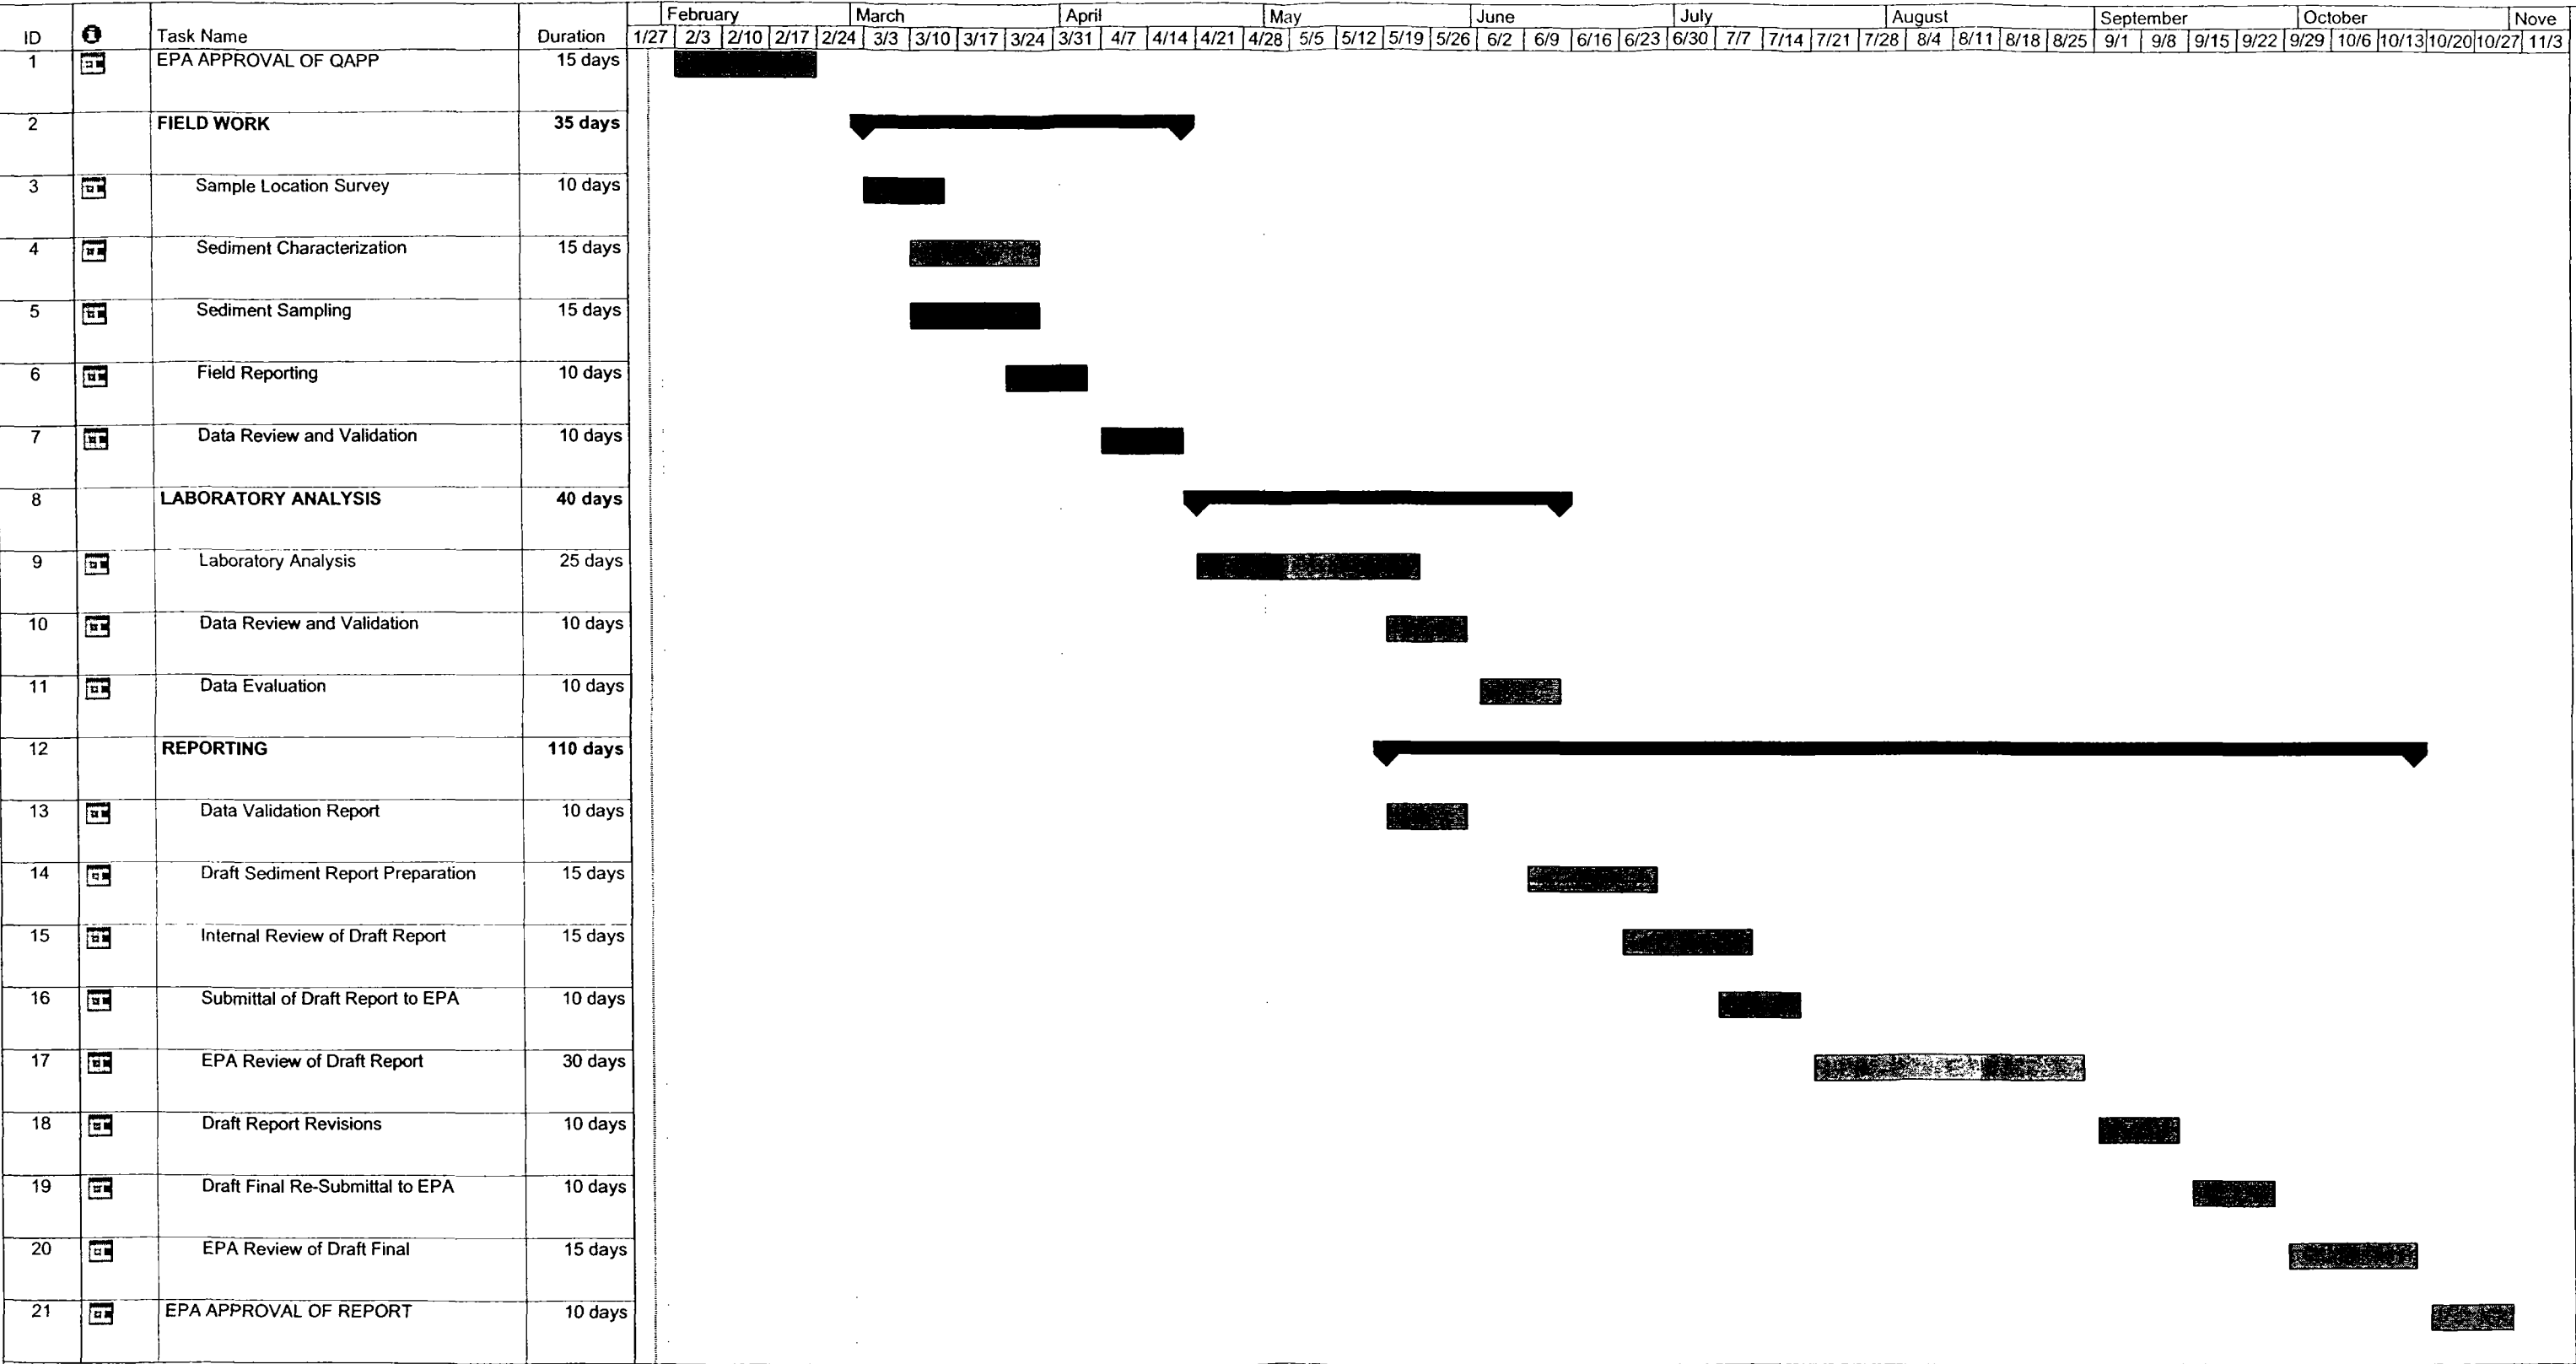 February March April May June July August September October Nove
ID Task Name Duration 1/27 2/3 2/10 2/17 2/24 3/3 3/10 3/17 3/24 3/31 4/7 4/14 4/21 4/28 5/5 5/12 5/19 5/26 6/2 6/9 6/16 6/23 6/30 7/7 7/14 7/21 7/28 8/4 8/11 8/18 8/25 9/1 9/8 9/15 9/22 9/29 10/6 10/13 10/20 10/27 11/3
1 EPA APPROVAL OF QAPP 15 days
2 FIELD WORK 35 days
3 Sample Location Survey 10 days
4 Sediment Characterization 15 days
5 Sediment Sampling 15 days
6 Field Reporting 10 days
7 Data Review and Validation 10 days
8 LABORATORY ANALYSIS 40 days
9 Laboratory Analysis 25 days
10 Data Review and Validation 10 days
11 Data Evaluation 10 days
12 REPORTING 110 days
13 Data Validation Report 10 days
14 Draft Sediment Report Preparation 15 days
15 Internal Review of Draft Report 15 days
16 Submittal of Draft Report to EPA 10 days
17 EPA Review of Draft Report 30 days
18 Draft Report Revisions 10 days
19 Draft Final Re-Submittal to EPA 10 days
20 EPA Review of Draft Final 15 days
21 EPA APPROVAL OF REPORT 10 days